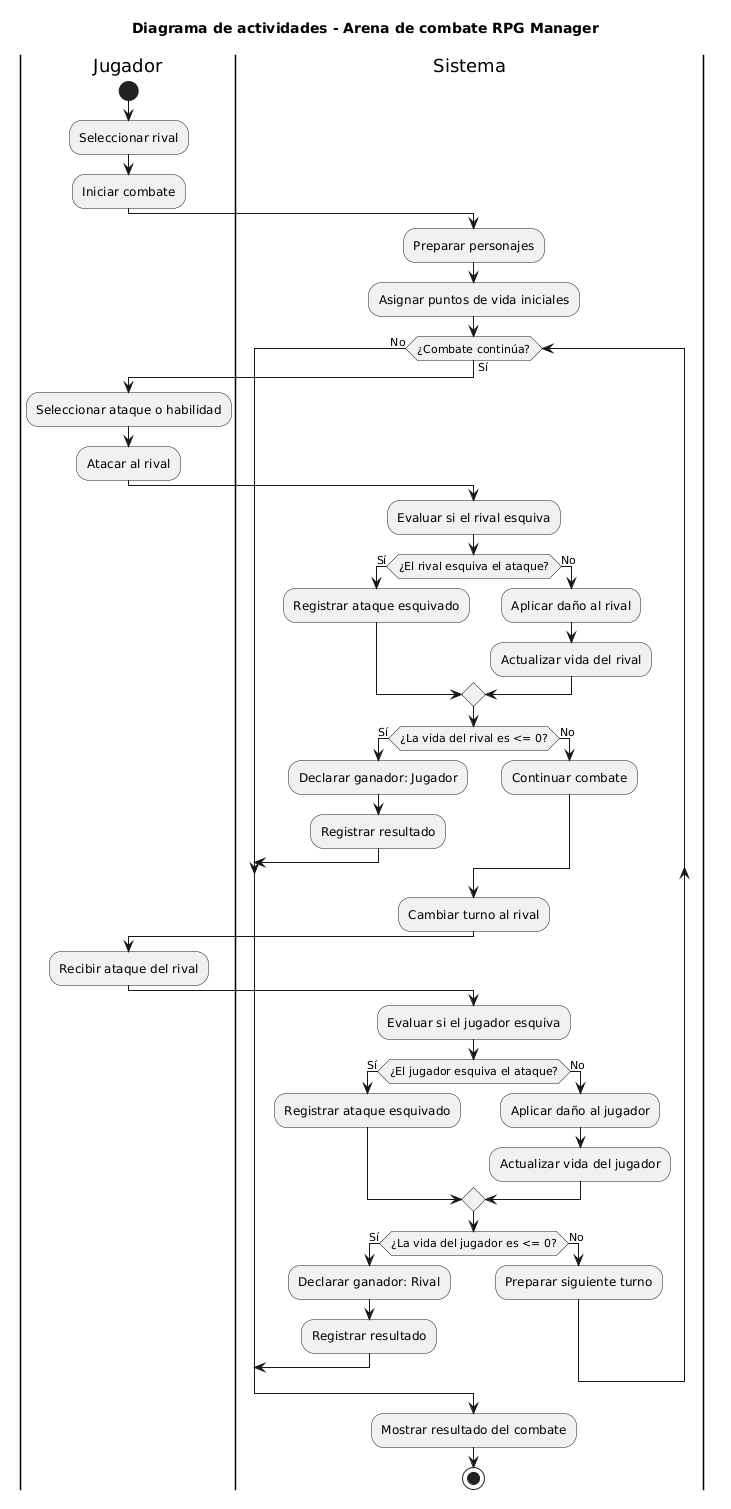 Diagrama de actividades - Arena de combate RPG Manager
Jugador
Sistema
Seleccionar rival
Iniciar combate
Preparar personajes
Asignar puntos de vida iniciales
No
¿Combate continúa?
Sí
Seleccionar ataque o habilidad
Atacar al rival
Evaluar si el rival esquiva
Sí
¿El rival esquiva el ataque?
No
Registrar ataque esquivado
Aplicar daño al rival
Actualizar vida del rival
Sí
¿La vida del rival es <= 0?
No
Declarar ganador: Jugador
Continuar combate
Registrar resultado
Cambiar turno al rival
Recibir ataque del rival
Evaluar si el jugador esquiva
Sí
¿El jugador esquiva el ataque?
No
Registrar ataque esquivado
Aplicar daño al jugador
Actualizar vida del jugador
Sí
¿La vida del jugador es <= 0?
No
Declarar ganador: Rival
Preparar siguiente turno
Registrar resultado
Mostrar resultado del combate